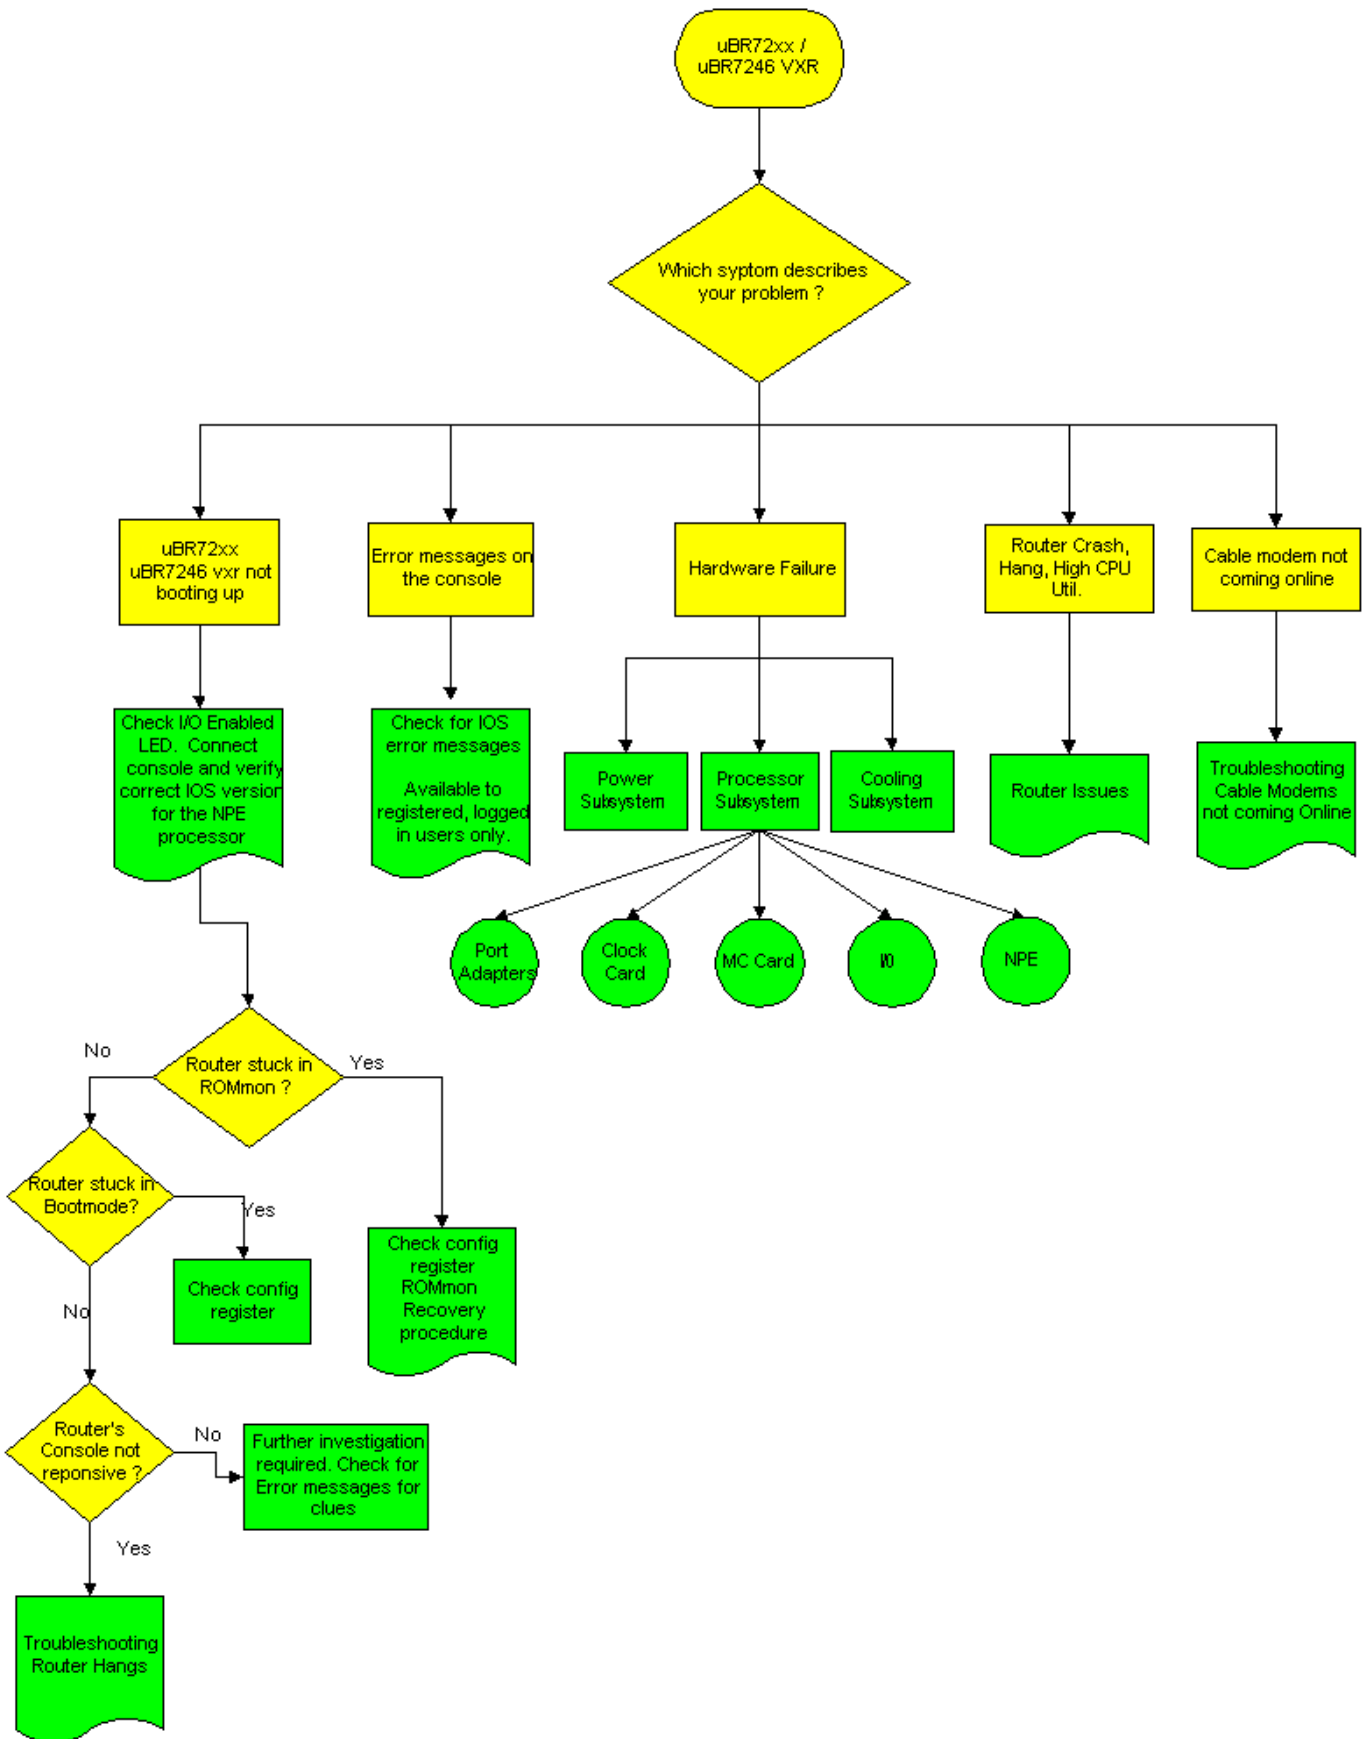 uBR72xx /
uBR7246 VXR
Which syptom describes
your problem ?
uBR72xx
uBR7246 vxr not
booting up
Error messages on
the console
Hardware Failure
Router Crash,
Hang, High CPU
Util.
Cable modem not
coming online
Check I/O Enabled
LED. Connect
console and verify
correct IOS version
for the NPE
processor
Check for IOS
error messages
Available to
registered, logged
in users only.
Power
Subsystem
Processor
Subsystem
Cooling
Subsystem
Router Issues
Troubleshooting
Cable Modems
not coming Online
Port
Adapters
Clock
Card
MC Card
I/O
NPE
No
Router stuck in
ROMmon ?
Yes
Router stuck in
Bootmode?
Yes
Check config
register
Check config
register
ROMmon
Recovery
procedure
No
Router's
Console not
reponsive ?
No
Further investigation
required. Check for
Error messages for
clues
Yes
Troubleshooting
Router Hangs